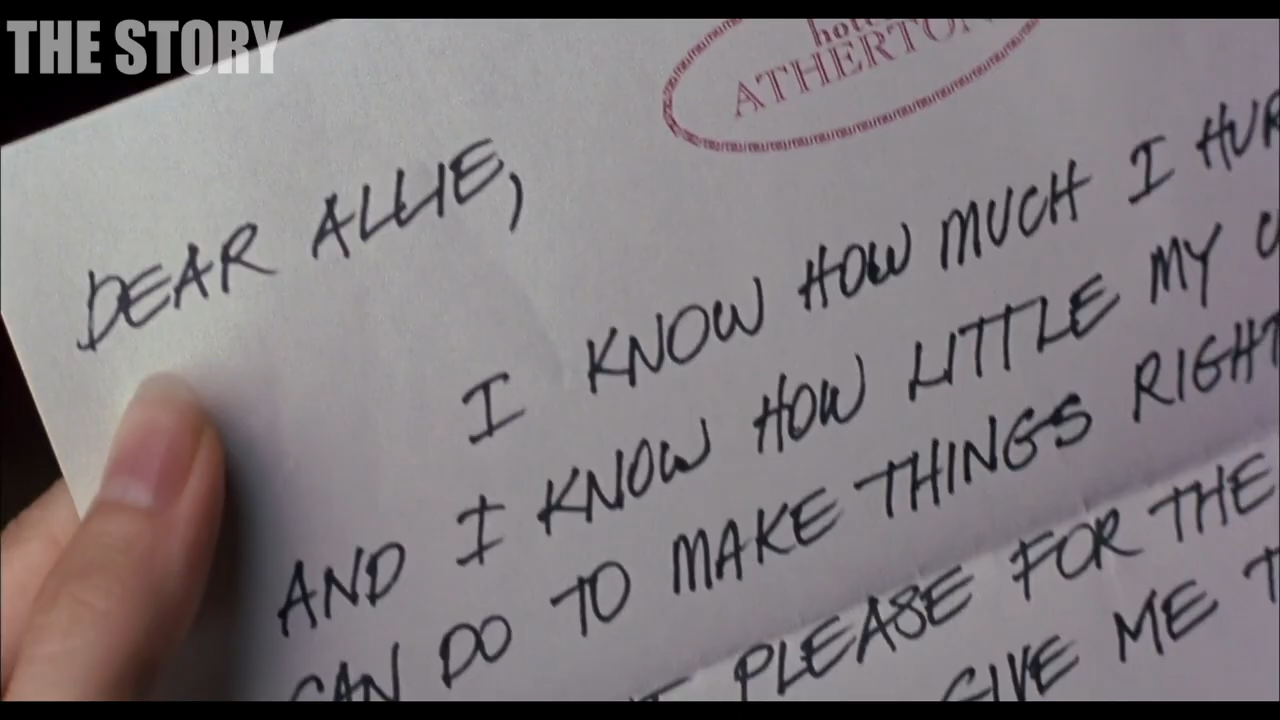 THE STORY
hotel
ATHERTON
DEAR ALLIE,
I KNOW HOW MUCH I
AND I KNOW HOW LITTLE MY
CAN DO TO MAKE THINGS RIGHT
PLEASE FOR THE
GIVE ME